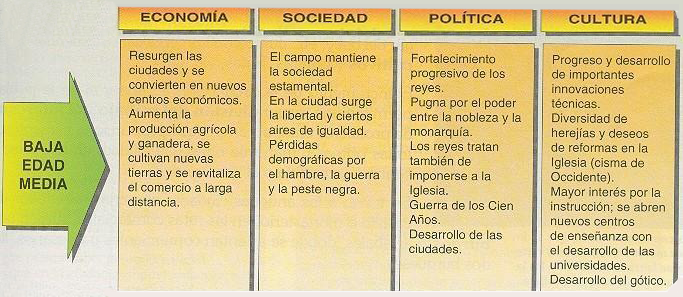 BAJA
EDAD
MEDIA
ECONOMÍA
Resurgen las
ciudades y se
convierten en nuevos
centros económicos.
Aumenta la
producción agrícola
y ganadera, se
cultivan nuevas
tierras y se revitaliza
el comercio a larga
distancia.
SOCIEDAD
El campo mantiene
la sociedad
estamental.
En la ciudad surge
la libertad y ciertos
aires de igualdad.
Pérdidas
demográficas por
el hambre, la guerra
y la peste negra.
POLÍTICA
Fortalecimiento
progresivo de los
reyes.
Pugna por el poder
entre la nobleza y la
monarquía.
Los reyes tratan
también de
imponerse a la
Iglesia.
Guerra de los Cien
Años.
Desarrollo de las
ciudades.
CULTURA
Progreso y desarrollo
de importantes
innovaciones
técnicas.
Diversidad de
herejías y deseos
de reformas en la
Iglesia (cisma de
Occidente).
Mayor interés por la
instrucción; se abren
nuevos centros
de enseñanza con
el desarrollo de las
universidades.
Desarrollo del gótico.